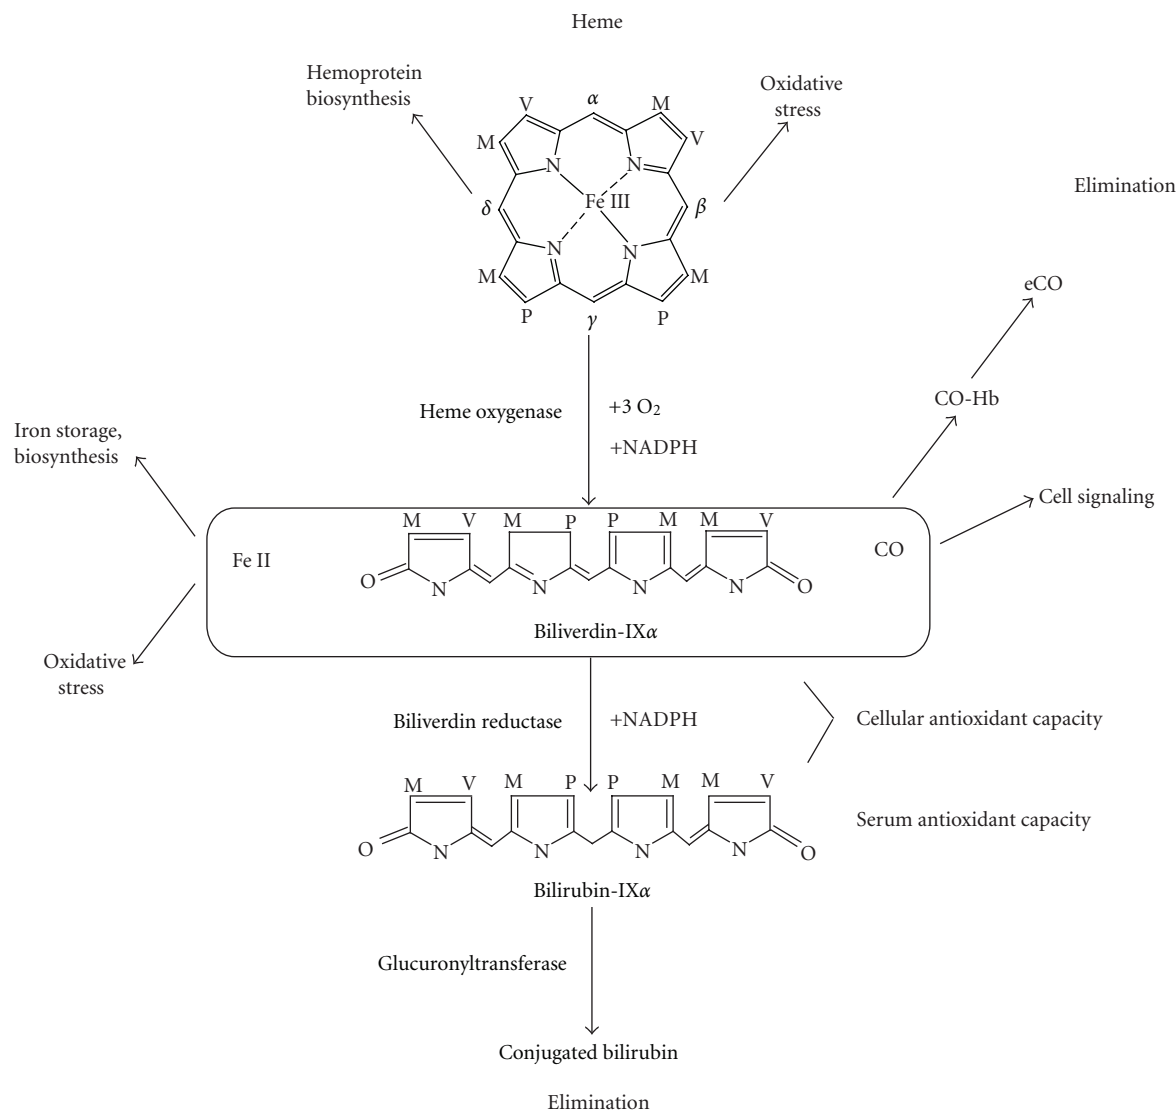 Heme
Hemoprotein
biosynthesis
Oxidative
stress
V
α
M
M
V
N
N
Fe III
δ
β
N
N
M
M
P
γ
P
Elimination
eCO
CO-Hb
Cell signaling
Heme oxygenase
+3 O₂
+NADPH
Iron storage,
biosynthesis
M V M P P M M V
Fe II
CO
O N N N N O
Biliverdin-IXα
Oxidative
stress
Biliverdin reductase
+NADPH
Cellular antioxidant capacity
M V M P P M M V
Serum antioxidant capacity
O N N N N O
Bilirubin-IXα
Glucuronyltransferase
Conjugated bilirubin
Elimination